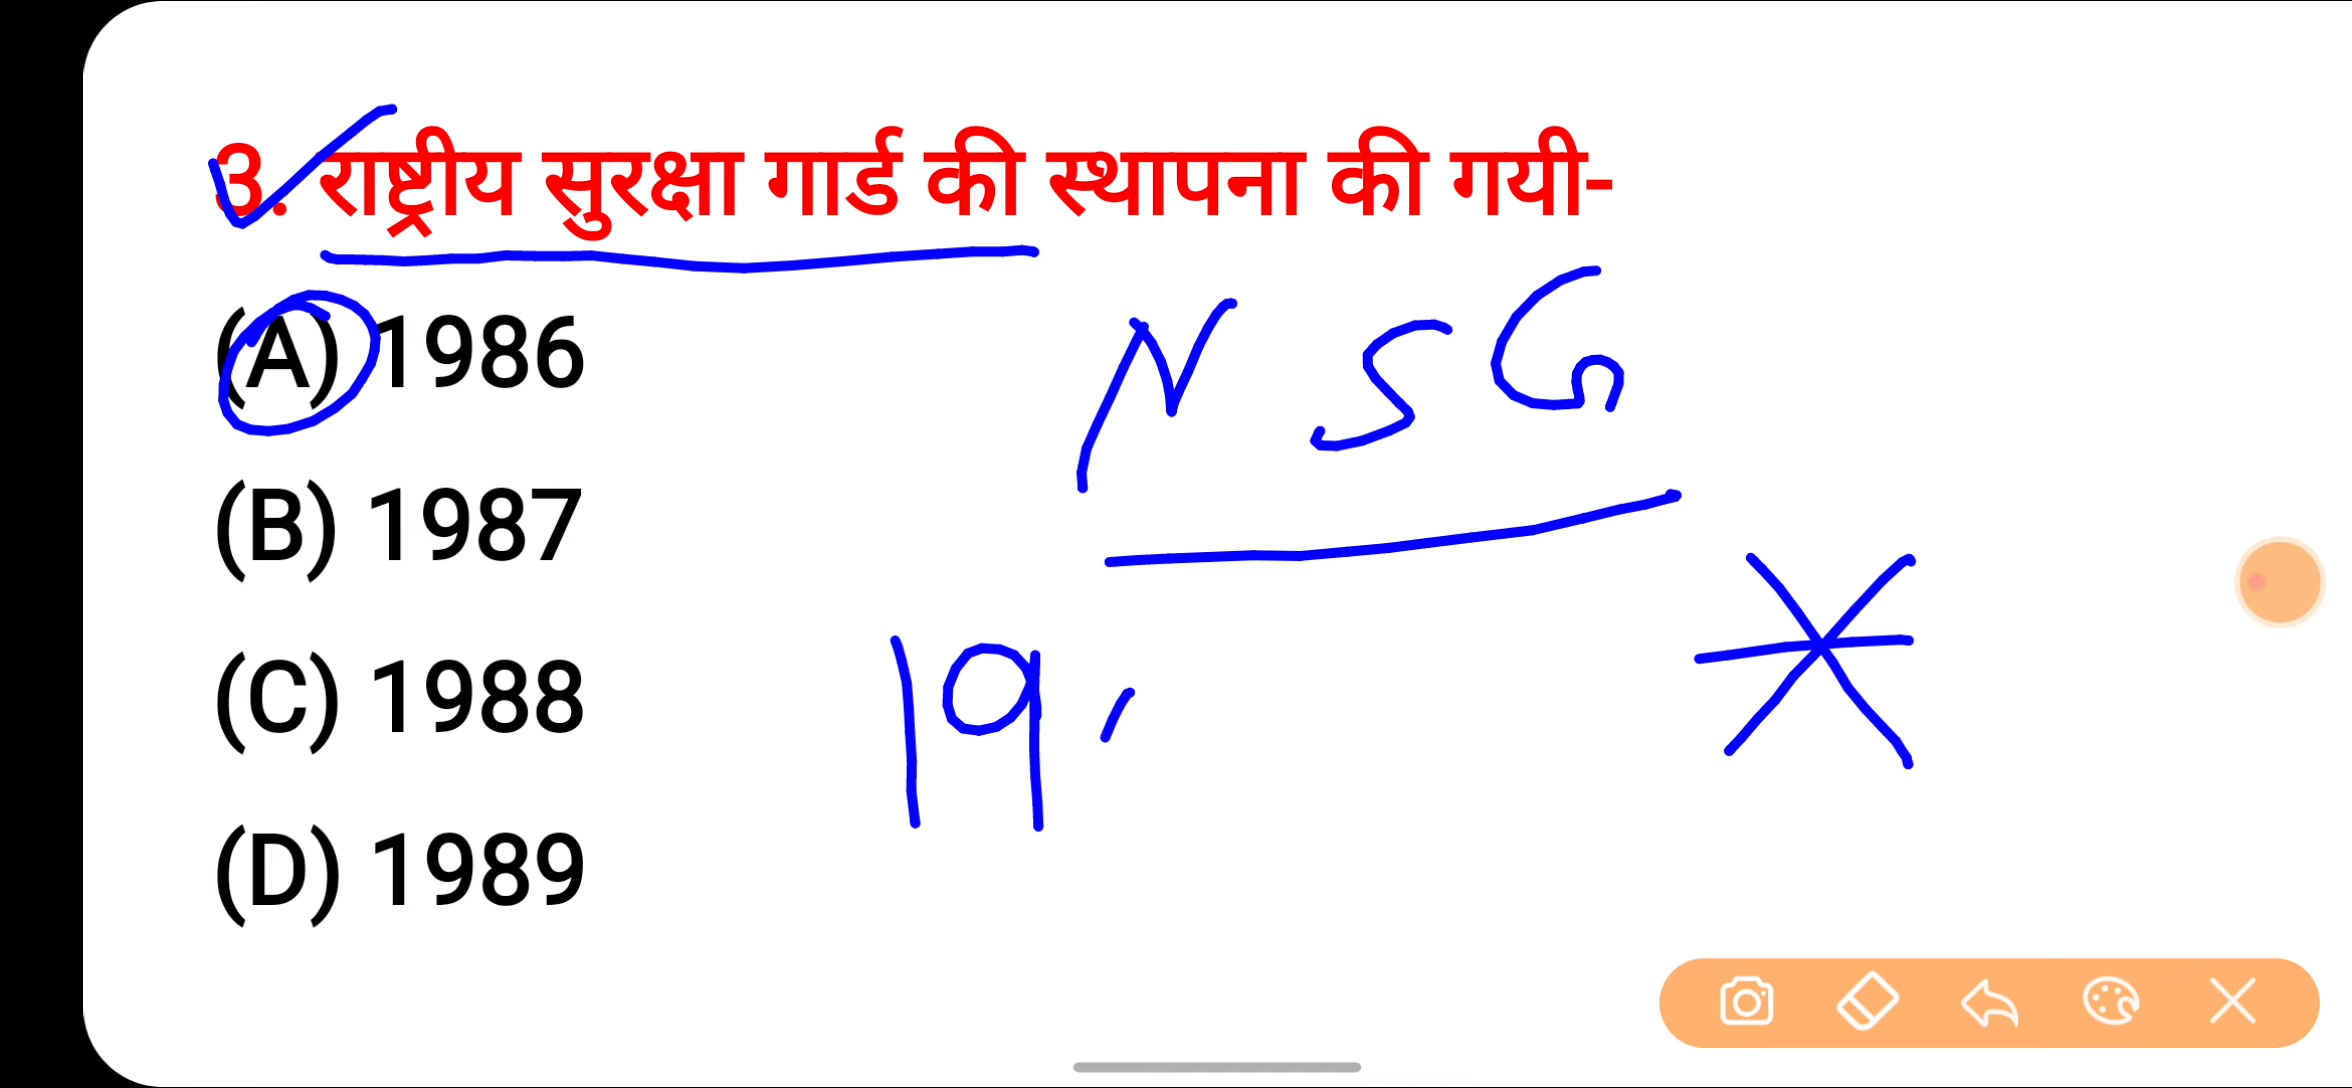 3. राष्ट्रीय सुरक्षा गार्ड की स्थापना की गयी-
(A) 1986
NSG
(B) 1987
(C) 1988
19
(D) 1989